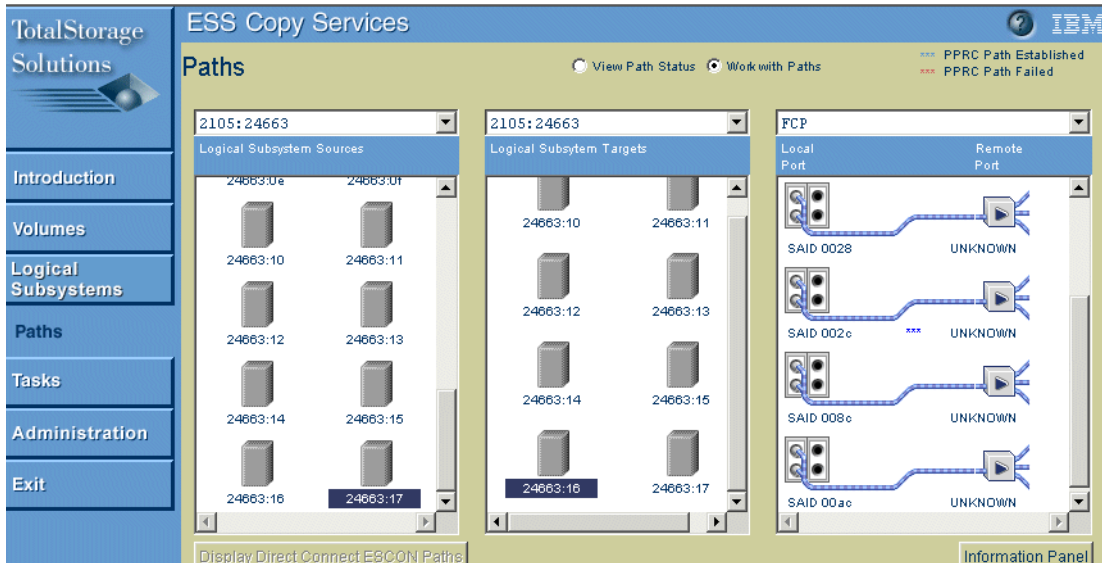 TotalStorage
Solutions
Introduction
Volumes
Logical
Subsystems
Paths
Tasks
Administration
Exit
ESS Copy Services
? IBM
Paths
View Path Status Work with Paths
*** PPRC Path Established
*** PPRC Path Failed
2105:24663
Logical Subsystem Sources
24663:0e 24663:0f
24663:10 24663:11
24663:12 24663:13
24663:14 24663:15
24663:16 24663:17
2105:24663
Logical Subsytem Targets
24663:10 24663:11
24663:12 24663:13
24663:14 24663:15
24663:16 24663:17
FCP
Local Remote
Port Port
SAID 0028 UNKNOWN
SAID 002c *** UNKNOWN
SAID 008c UNKNOWN
SAID 00ac UNKNOWN
Display Direct Connect ESCON Paths
Information Panel